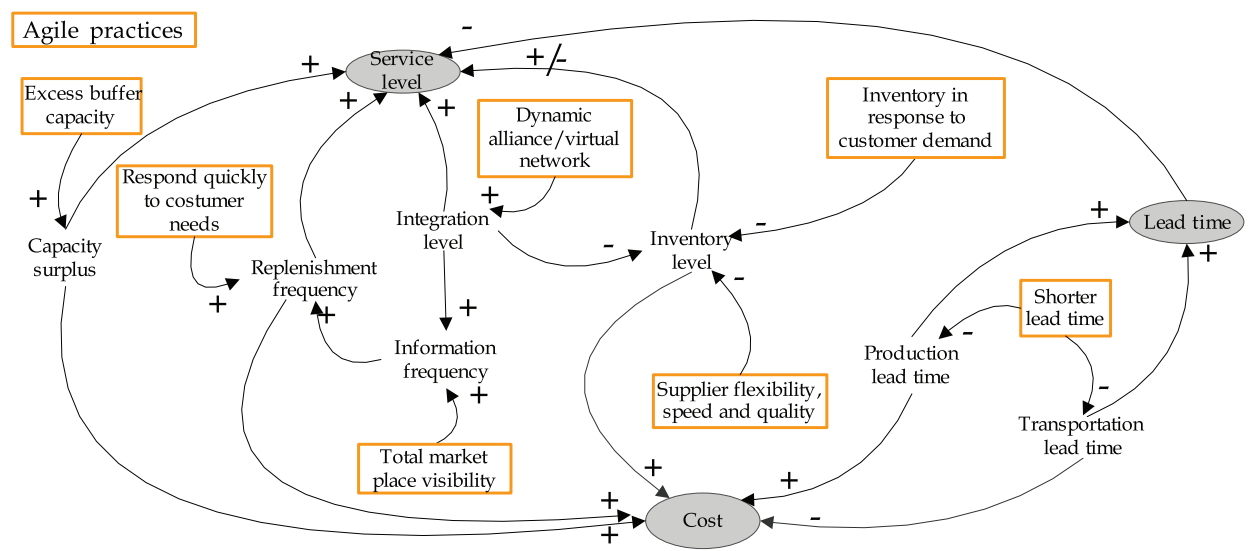 Agile practices
Service
level
Excess buffer
capacity
Respond quickly
to costumer
needs
Dynamic
alliance/virtual
network
Inventory in
response to
customer demand
Capacity
surplus
Replenishment
frequency
Integration
level
Inventory
level
Lead time
Shorter
lead time
Information
frequency
Production
lead time
Supplier flexibility,
speed and quality
Transportation
lead time
Total market
place visibility
Cost
-
+
+/-
+
+
+
+
+
-
-
+
+
+
+
-
-
+
-
+
+
+
-
+
+